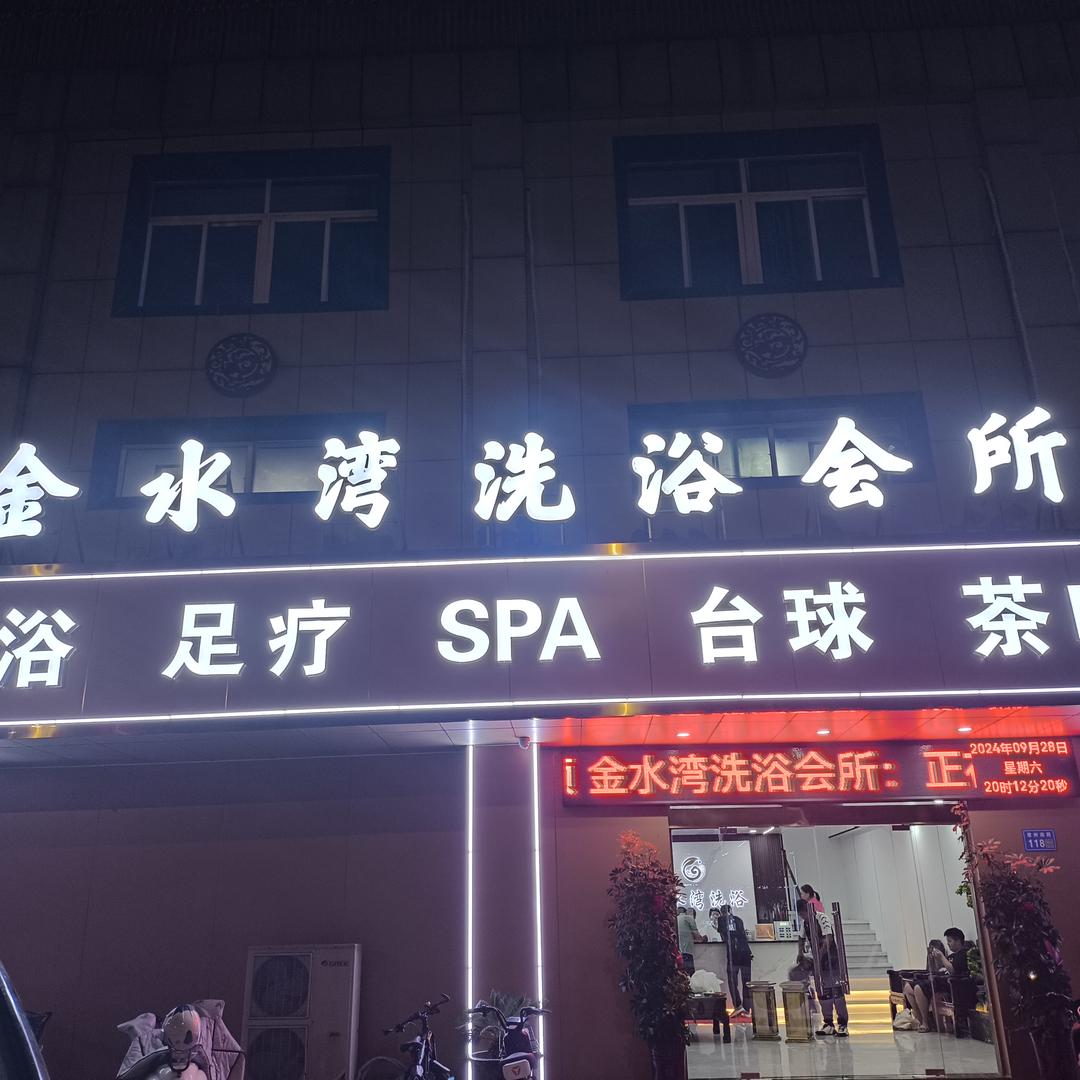 金水湾洗浴会所
浴 足疗 SPA 台球 茶
金水湾洗浴会所：正
2024年09月28日
星期六
20时12分20秒
118
湾洗浴
GREE